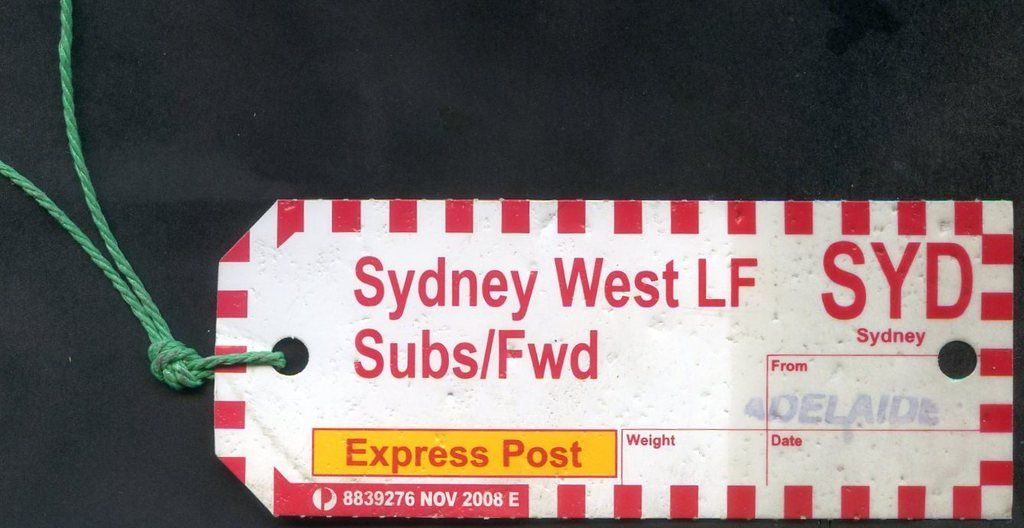 Sydney West LF
Subs/Fwd
SYD
Sydney
From
ADELAIDE
Express Post
Weight
Date
8839276 NOV 2008 E